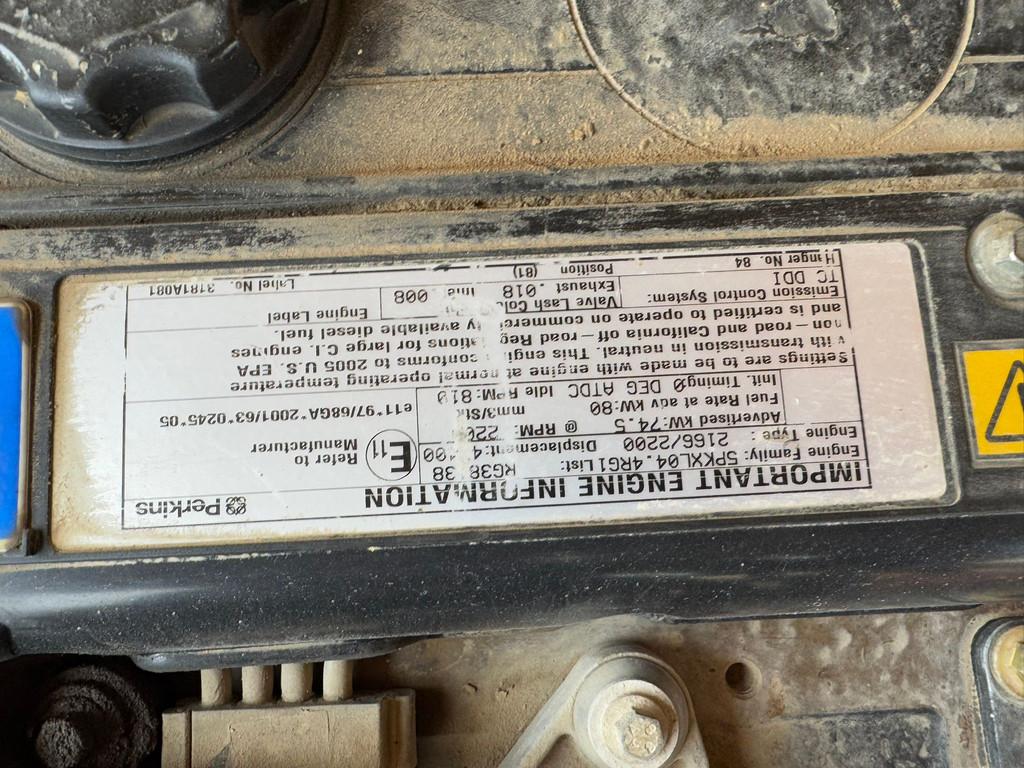 IMPORTANT ENGINE INFORMATION
Perkins
Engine Family: 5PKXL04.4RG1 List: RG38 38
Engine Type: 2166/2200 Displacement:4. 400
Advertised kW:74.5 @ RPM: 220
Fuel Rate at adv kW:80 mm3/Stk
Init. Timing0 DEG ATDC Idle RPM:810
E11
Refer to
Manufacturer
e11*97/68GA*2001/63*0245*05
Settings are to be made with engine at normal operating temperature
with transmission in neutral. This engine conforms to 2005 U.S. EPA
non-road and California off-road Regulations for large C.I. engines
and is certified to operate on commercially available diesel fuel.
Emission Control System:
TC DDI
Valve Lash Cold
Exhaust .018 Inlet .008
Engine Label
Hanger No. 84 Position (81) Label No. 3181A081